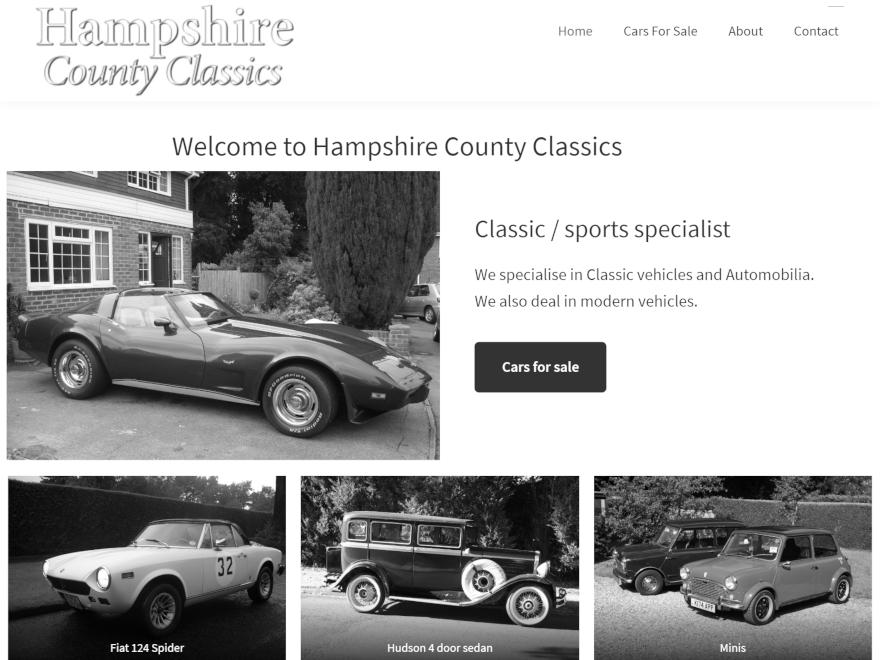 Hampshire
County Classics
Home Cars For Sale About Contact
Welcome to Hampshire County Classics
Classic / sports specialist
We specialise in Classic vehicles and Automobilia.
We also deal in modern vehicles.
Cars for sale
32
Fiat 124 Spider
Hudson 4 door sedan
Minis